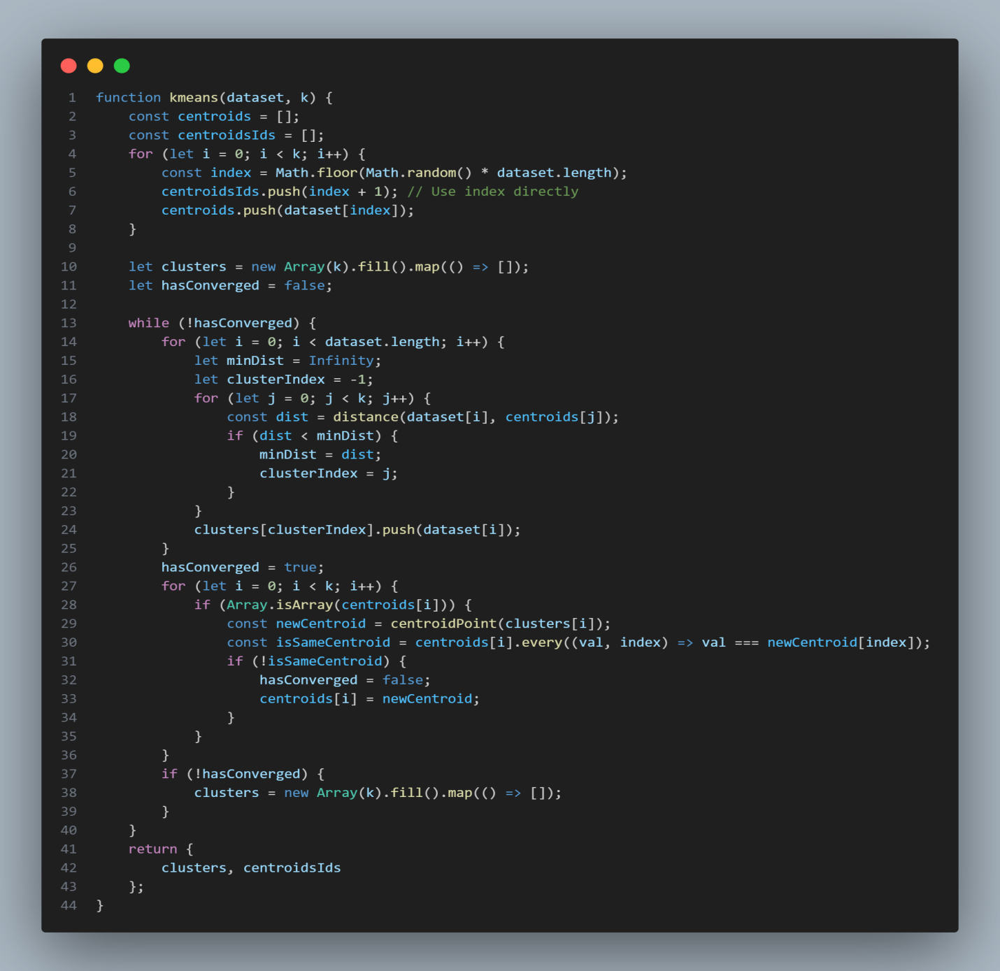 1 function kmeans(dataset, k) {
2     const centroids = [];
3     const centroidsIds = [];
4     for (let i = 0; i < k; i++) {
5         const index = Math.floor(Math.random() * dataset.length);
6         centroidsIds.push(index + 1); // Use index directly
7         centroids.push(dataset[index]);
8     }
9
10     let clusters = new Array(k).fill().map(() => []);
11     let hasConverged = false;
12
13     while (!hasConverged) {
14         for (let i = 0; i < dataset.length; i++) {
15             let minDist = Infinity;
16             let clusterIndex = -1;
17             for (let j = 0; j < k; j++) {
18                 const dist = distance(dataset[i], centroids[j]);
19                 if (dist < minDist) {
20                     minDist = dist;
21                     clusterIndex = j;
22                 }
23             }
24             clusters[clusterIndex].push(dataset[i]);
25         }
26         hasConverged = true;
27         for (let i = 0; i < k; i++) {
28             if (Array.isArray(centroids[i])) {
29                 const newCentroid = centroidPoint(clusters[i]);
30                 const isSameCentroid = centroids[i].every((val, index) => val === newCentroid[index]);
31                 if (!isSameCentroid) {
32                     hasConverged = false;
33                     centroids[i] = newCentroid;
34                 }
35             }
36         }
37         if (!hasConverged) {
38             clusters = new Array(k).fill().map(() => []);
39         }
40     }
41     return {
42         clusters, centroidsIds
43     };
44 }